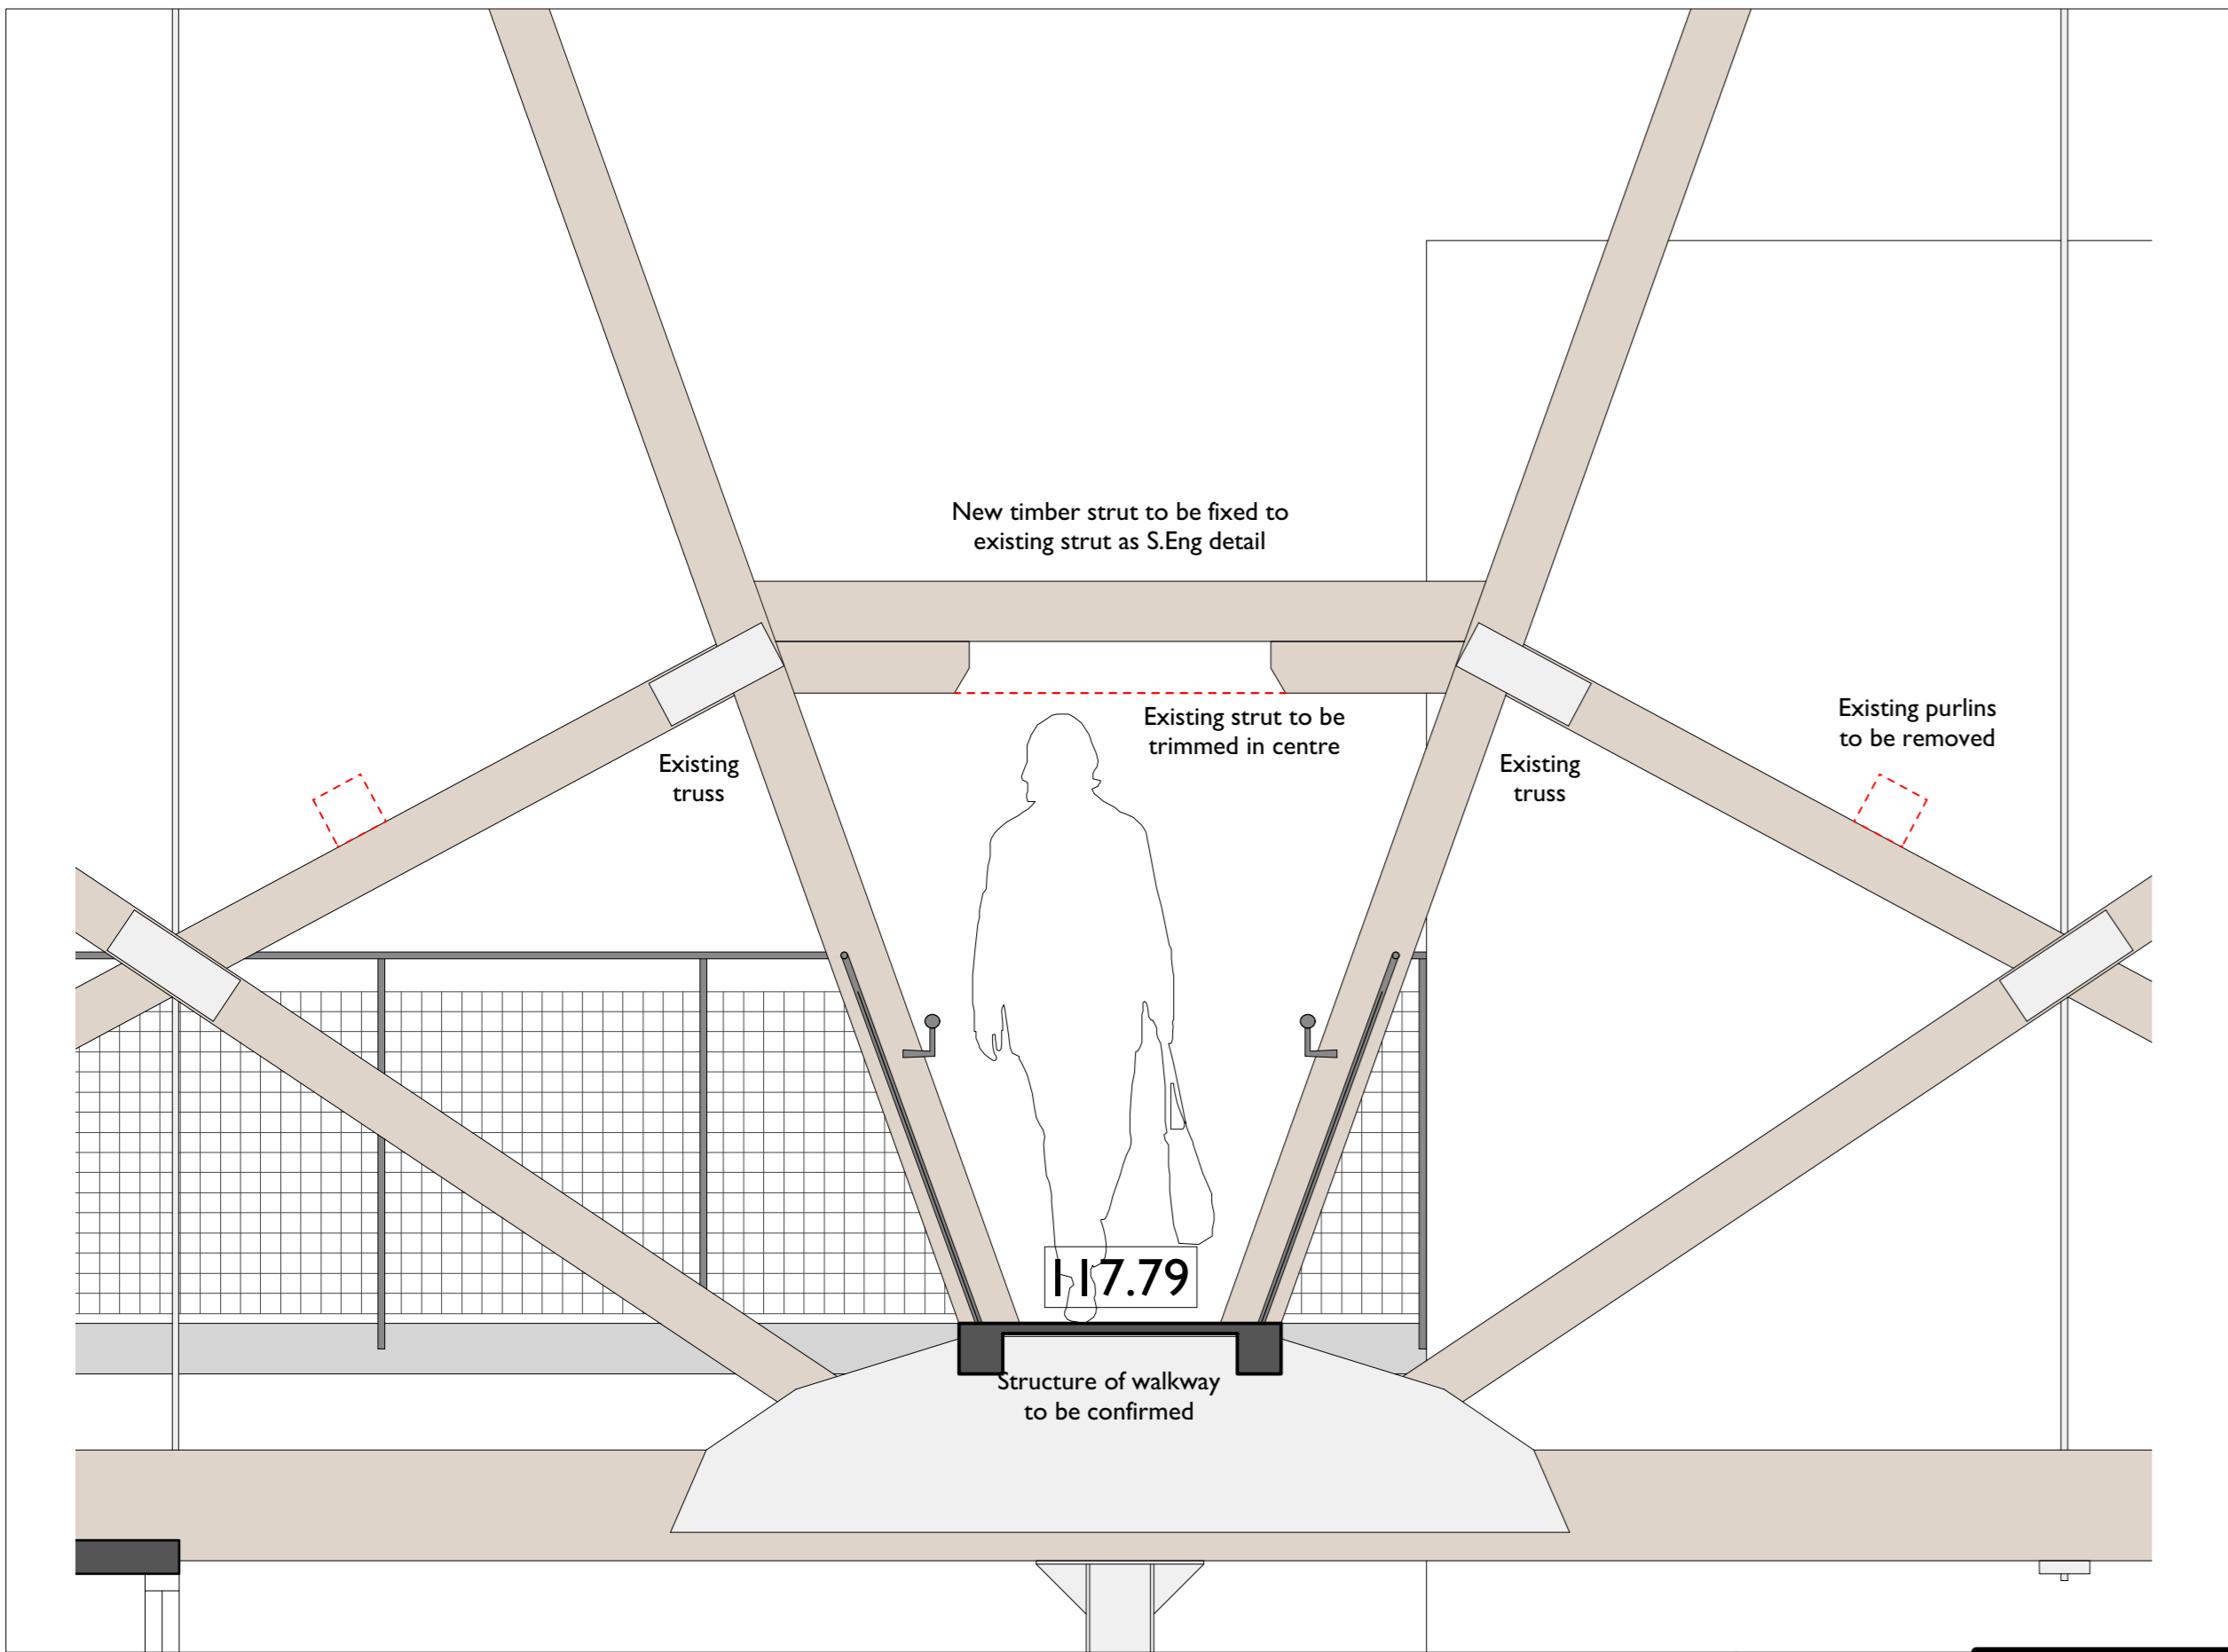 New timber strut to be fixed to
existing strut as S.Eng detail
Existing strut to be
trimmed in centre
Existing purlins
to be removed
Existing
truss
Existing
truss
117.79
Structure of walkway
to be confirmed